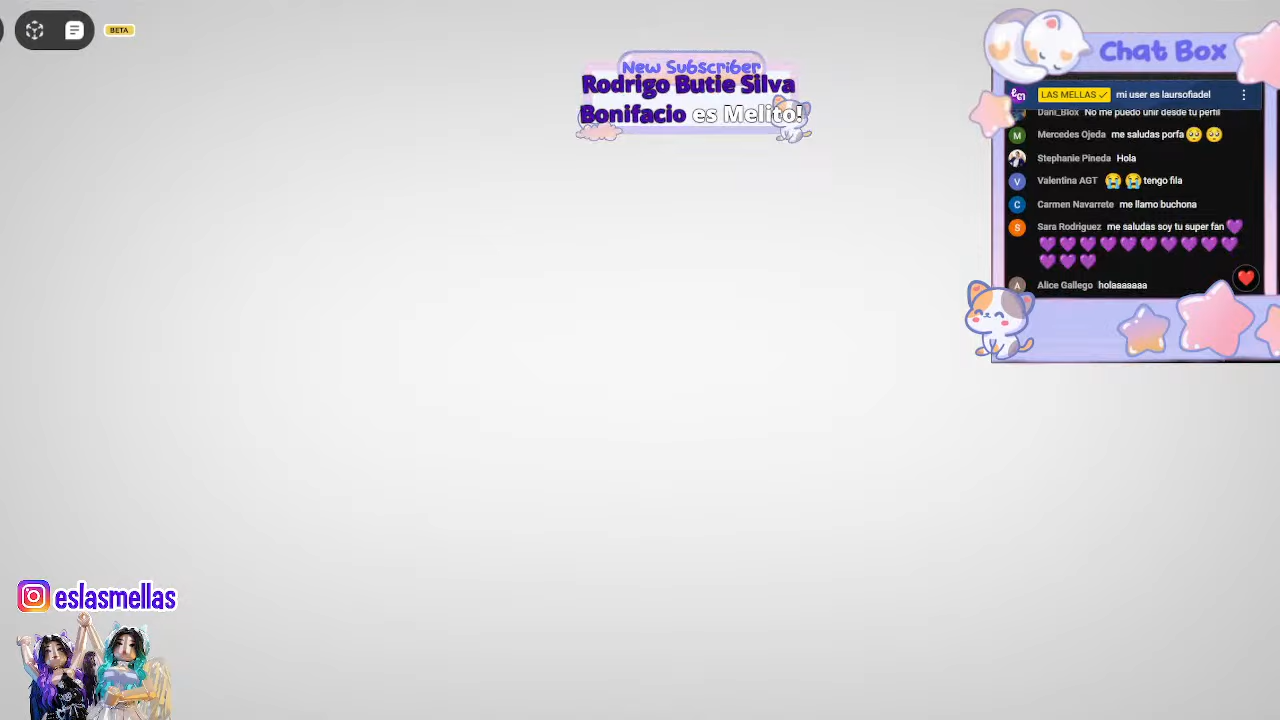 BETA
New Subscriber
Rodrigo Butie Silva
Bonifacio es Melito!
Chat Box
LAS MELLAS mi user es laursofiadel
Dani_Blox No me puedo unir desde tu perfil
M Mercedes Ojeda me saludas porfa🥺🥺
Stephanie Pineda Hola
V Valentina AGT 😭😭tengo fila
C Carmen Navarrete me llamo buchona
S Sara Rodriguez me saludas soy tu super fan💜
💜💜💜💜💜💜💜💜💜💜
💜💜💜
A Alice Gallego holaaaaaaa
eslasmellas